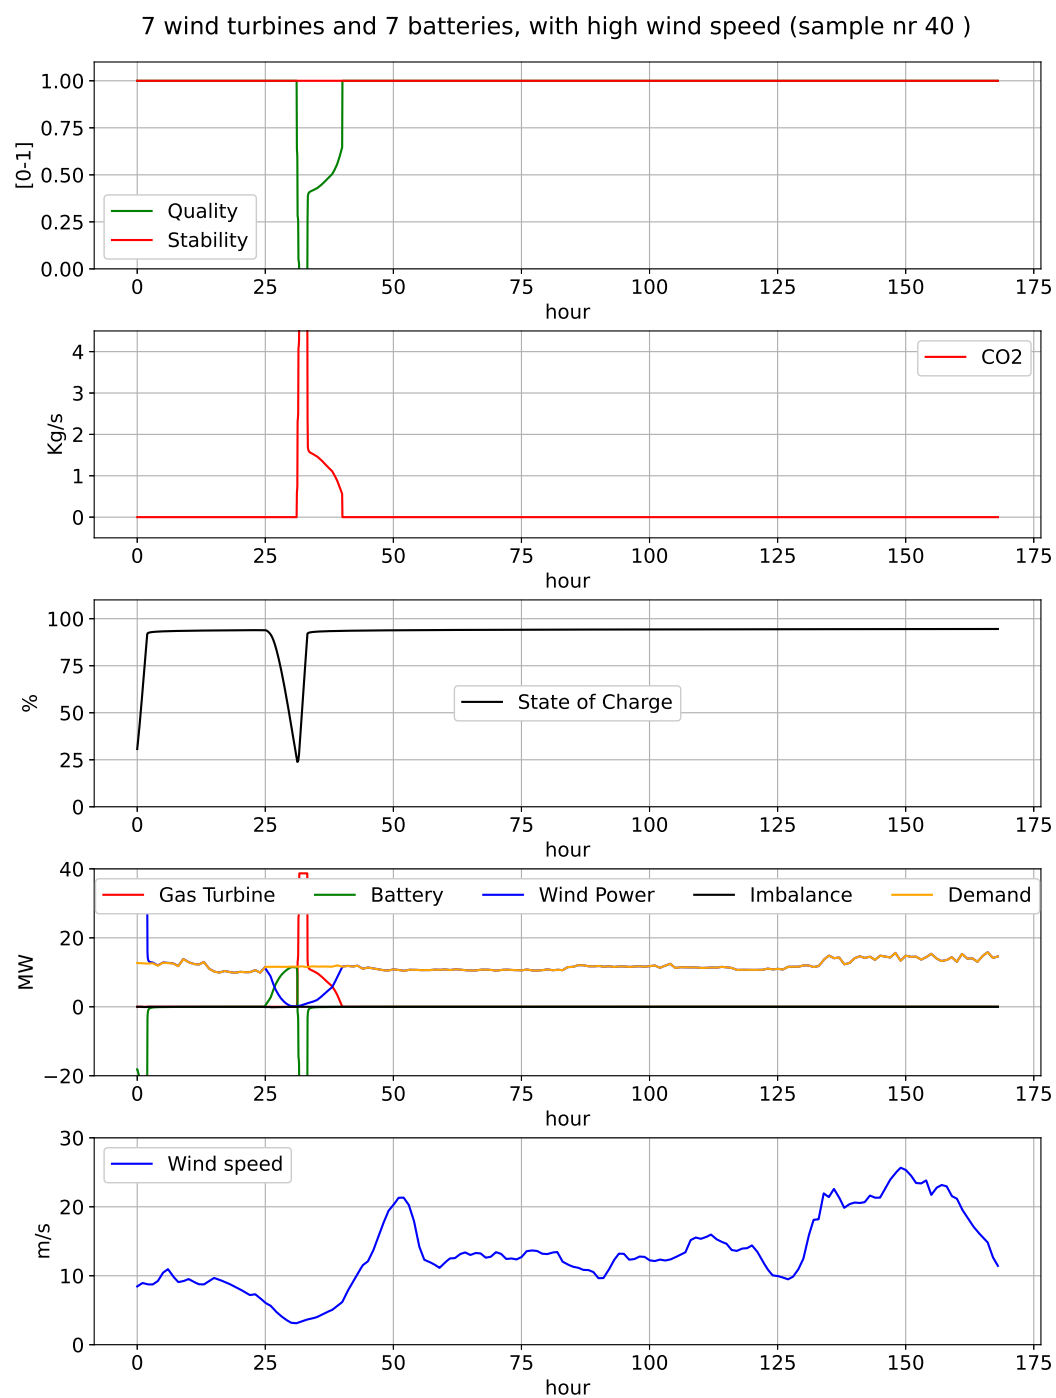 7 wind turbines and 7 batteries, with high wind speed (sample nr 40 )
1.00
0.75
0.50
0.25
0.00
[0-1]
Quality
Stability
0 25 50 75 100 125 150 175
hour
4
3
2
1
0
Kg/s
CO2
0 25 50 75 100 125 150 175
hour
100
75
50
25
0
%
State of Charge
0 25 50 75 100 125 150 175
hour
40
20
0
−20
MW
Gas Turbine Battery Wind Power Imbalance Demand
0 25 50 75 100 125 150 175
hour
30
20
10
0
m/s
Wind speed
0 25 50 75 100 125 150 175
hour